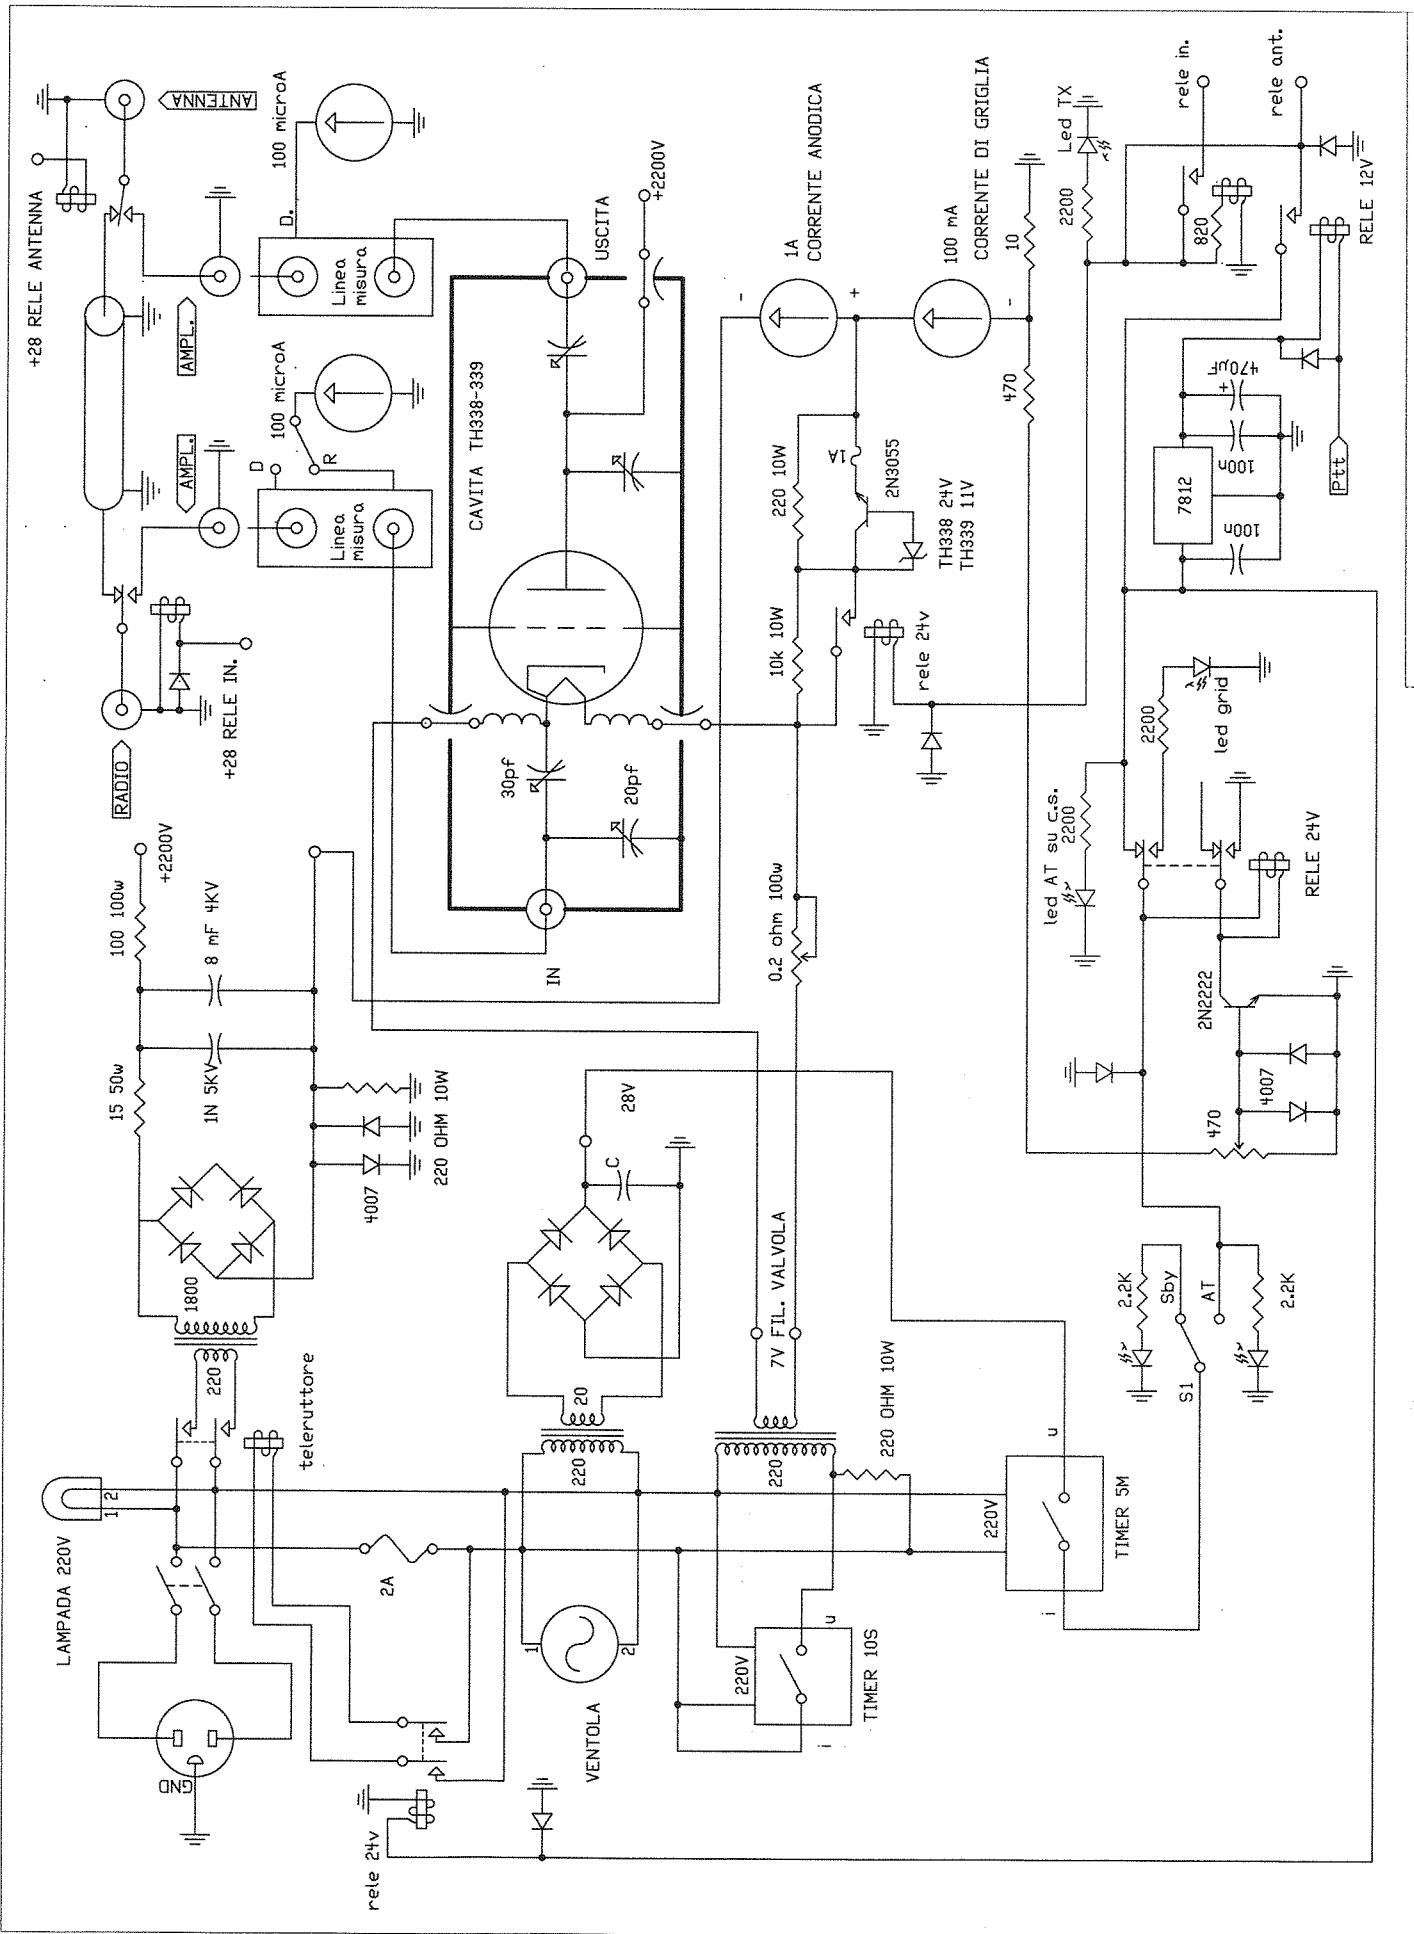 LAMPADA 220V
1 2
GND
220
1800
15 50w
100 100w
+2200V
1N 5KV
8 mF 4KV
4007
220 OHM 10W
teleruttore
2A
rele 24v
RADIO
+28 RELE IN.
AMPL.
AMPL.
+28 RELE ANTENNA
ANTENNA
Linea
misura
D
R
100 microA
Linea
misura
D.
100 microA
CAVITA TH338-339
IN
30pf
20pf
USCITA
+2200V
VENTOLA
1
2
220
20
C
28V
7V FIL. VALVOLA
220
220V
i
u
TIMER 10S
220 OHM 10W
0.2 ohm 100w
10k 10W
220 10W
1A
2N3055
TH338 24V
TH339 11V
rele 24v
-
1A
CORRENTE ANODICA
+
100 mA
CORRENTE DI GRIGLIA
-
470
10
2200
Led TX
220V
i
u
TIMER 5M
S1
Sby
AT
2.2K
2.2K
470
4007
2N2222
led AT su c.s.
2200
RELE 24V
2200
led grid
7812
100n
100n
470µF
+
Ptt
820
RELE 12V
rele in.
rele ant.